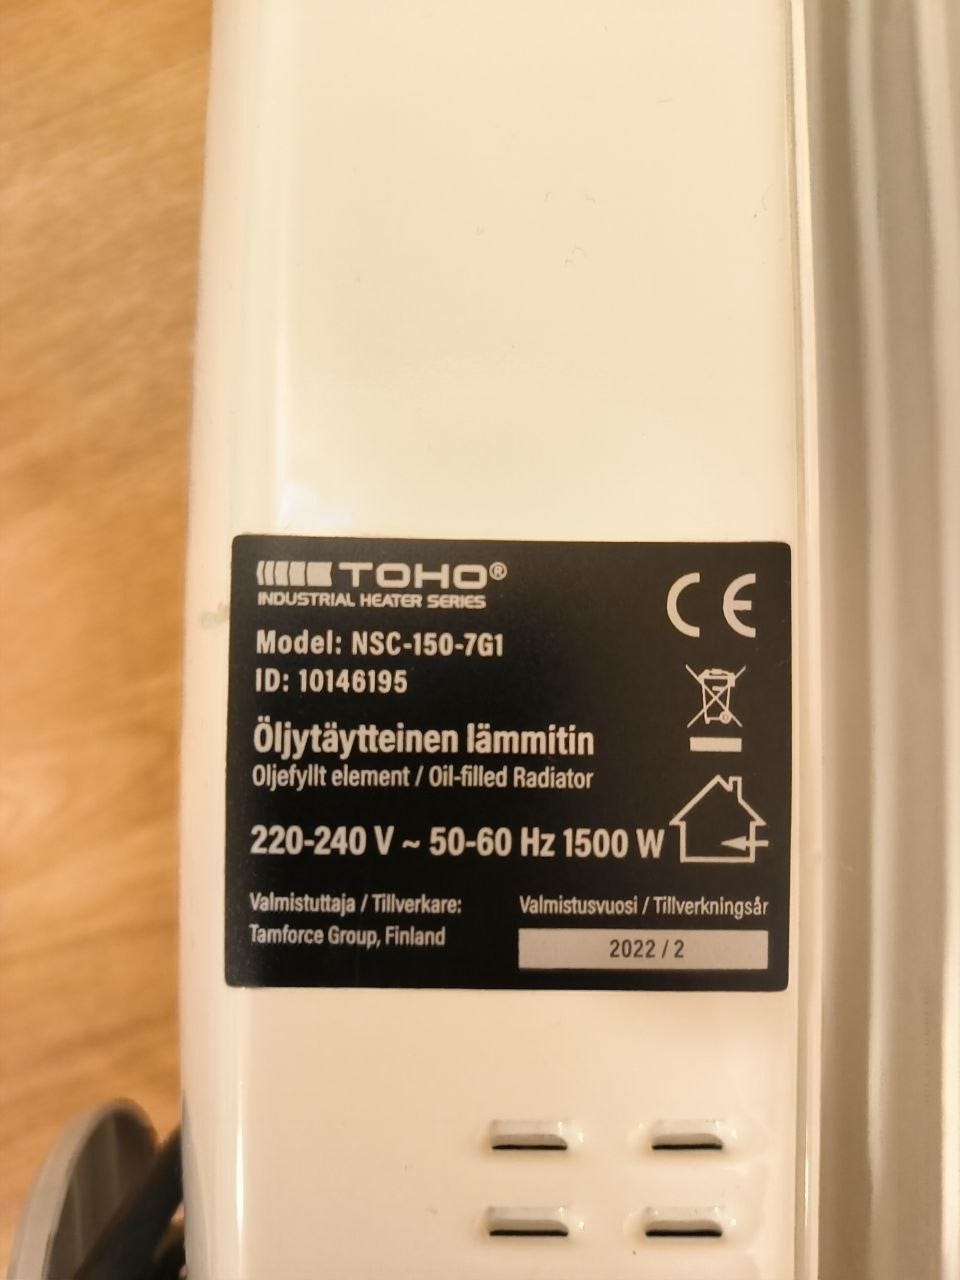 TOHO®
INDUSTRIAL HEATER SERIES
CE
Model: NSC-150-7G1
ID: 10146195
Öljytäytteinen lämmitin
Oljefyllt element / Oil-filled Radiator
220-240 V ~ 50-60 Hz 1500 W
Valmistuttaja / Tillverkare:
Tamforce Group, Finland
Valmistusvuosi / Tillverkningsår
2022 / 2